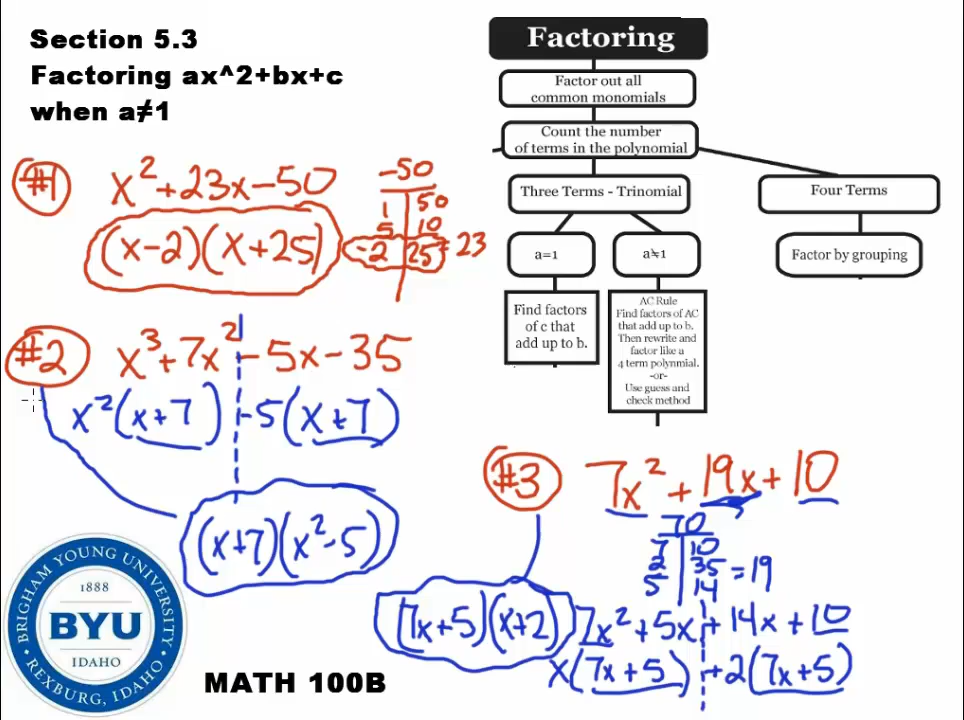 Section 5.3
Factoring ax^2+bx+c
when a≠1
Factoring
Factor out all
common monomials
Count the number
of terms in the polynomial
Three Terms - Trinomial
Four Terms
a=1
a≠1
Factor by grouping
Find factors
of c that
add up to b.
AC Rule
Find factors of AC
that add up to b.
Then rewrite and
factor like a
4 term polynmial.
-or-
Use guess and
check method
#1
x²+23x-50
(x-2)(x+25)
-50
1 50
5 10
-2 25 = 23
#2
x³+7x²-5x-35
x²(x+7)-5(x+7)
(x+7)(x²-5)
#3
7x²+19x+10
70
7 10
2 35 = 19
5 14
7x²+5x+14x+10
x(7x+5)+2(7x+5)
(7x+5)(x+2)
BRIGHAM YOUNG UNIVERSITY
1888
BYU
IDAHO
REXBURG, IDAHO
MATH 100B